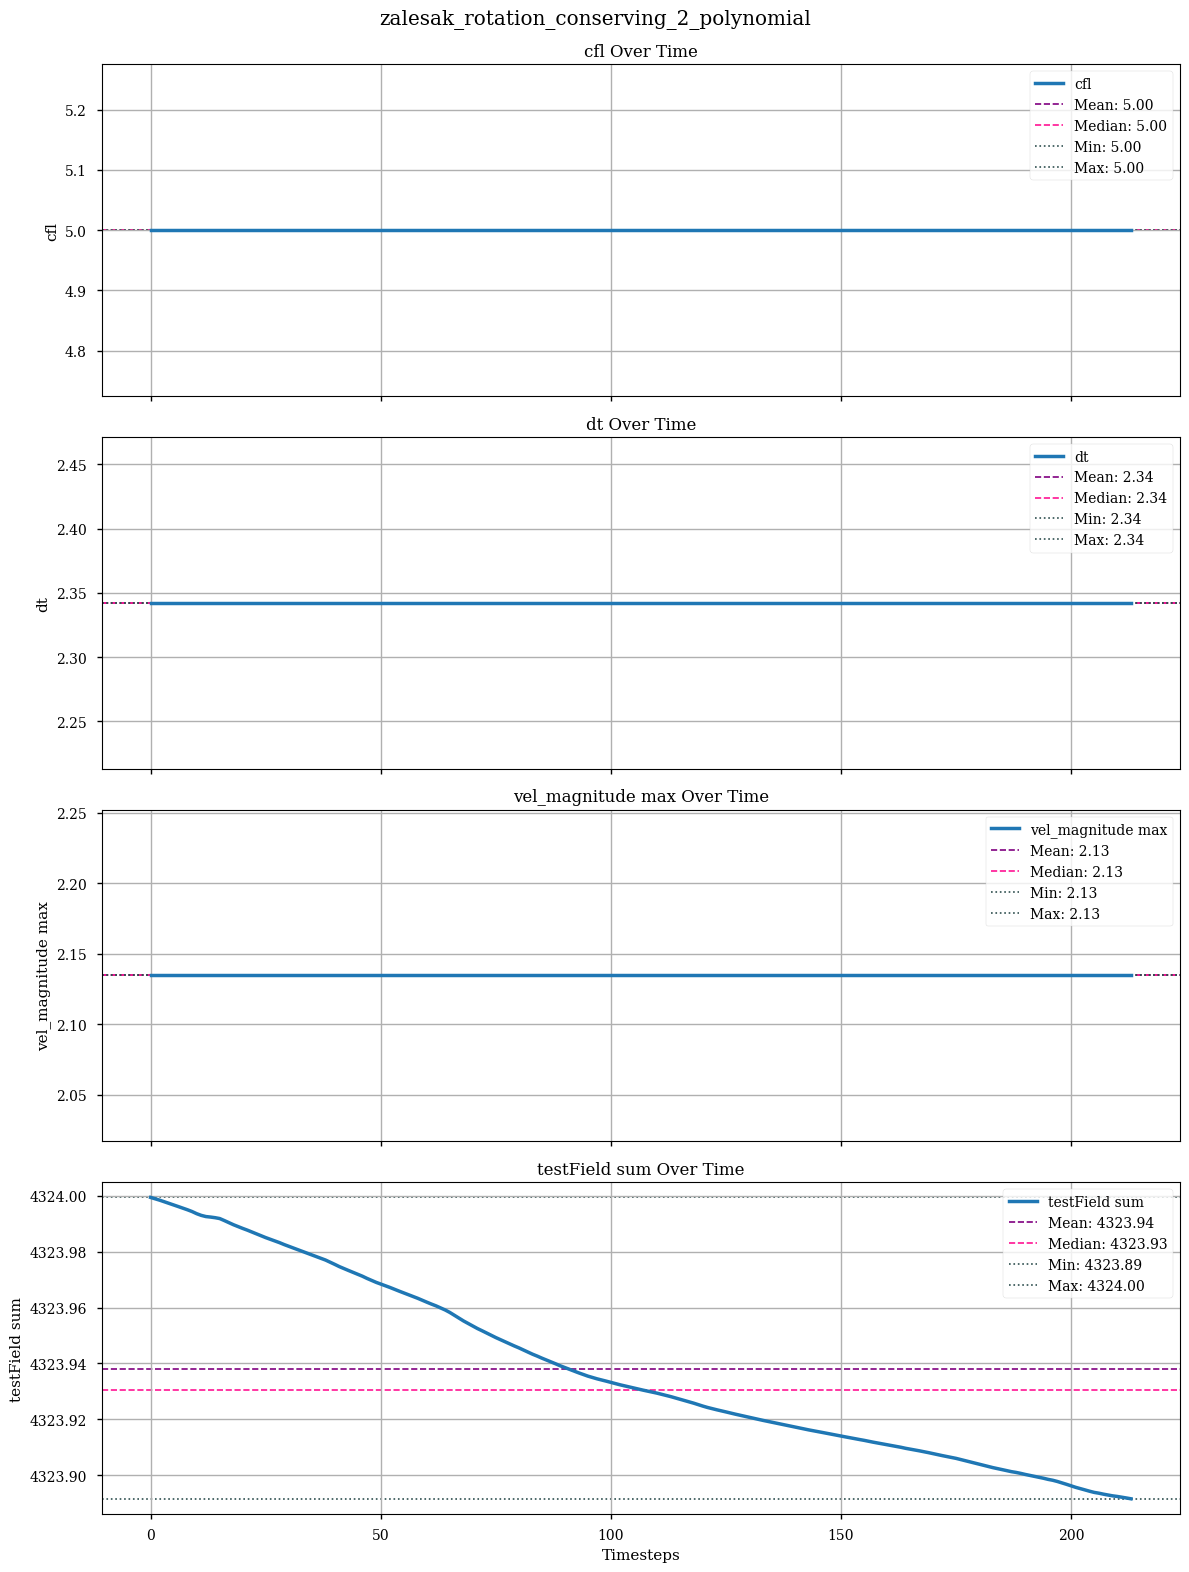 zalesak_rotation_conserving_2_polynomial
cfl Over Time
cfl
Mean: 5.00
Median: 5.00
Min: 5.00
Max: 5.00
5.2
5.1
5.0
4.9
4.8
cfl
dt Over Time
dt
Mean: 2.34
Median: 2.34
Min: 2.34
Max: 2.34
2.45
2.40
2.35
2.30
2.25
dt
vel_magnitude max Over Time
vel_magnitude max
Mean: 2.13
Median: 2.13
Min: 2.13
Max: 2.13
2.25
2.20
2.15
2.10
2.05
vel_magnitude max
testField sum Over Time
testField sum
Mean: 4323.94
Median: 4323.93
Min: 4323.89
Max: 4324.00
4324.00
4323.98
4323.96
4323.94
4323.92
4323.90
testField sum
0 50 100 150 200
Timesteps